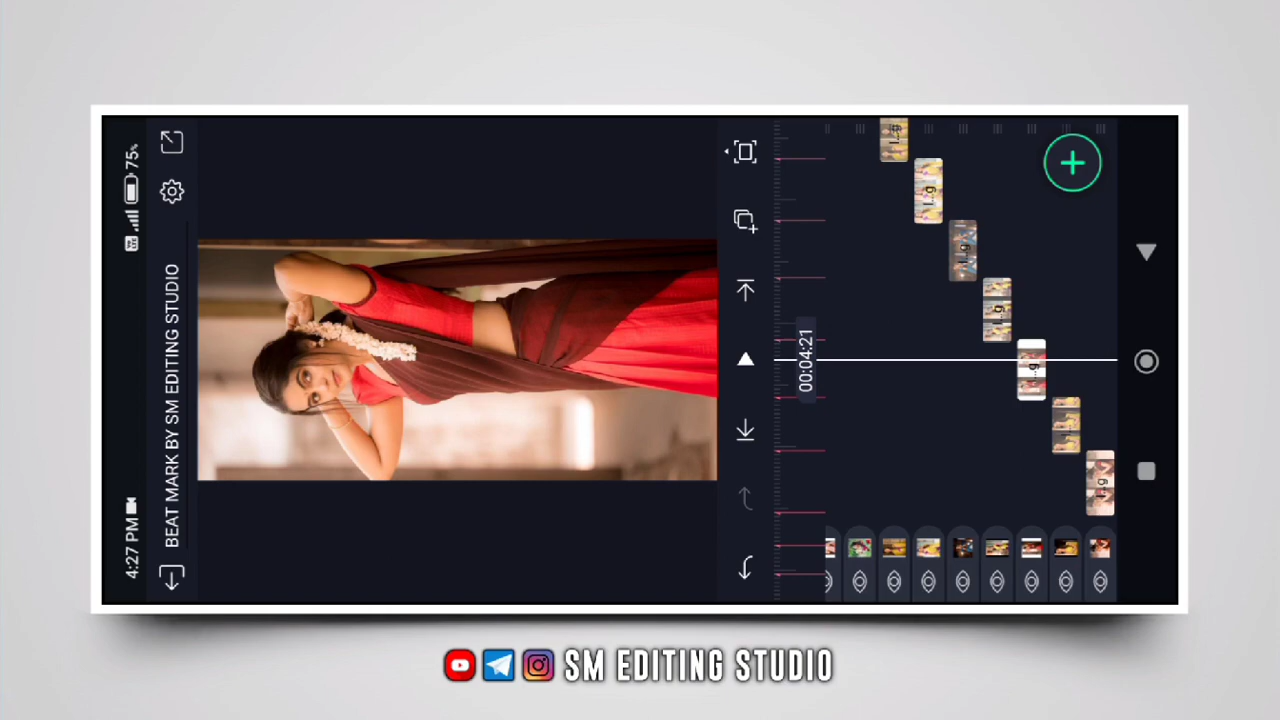 4:27 PM
75%
BEAT MARK BY SM EDITING STUDIO
00:04:21
SM EDITING STUDIO